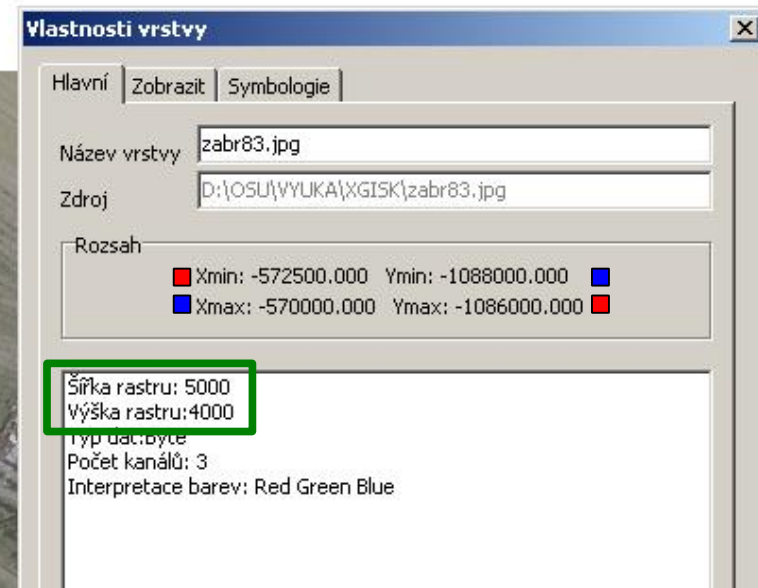 Vlastnosti vrstvy
Hlavní Zobrazit Symbologie
Název vrstvy zabr83.jpg
Zdroj D:\OSU\VYUKA\XGISK\zabr83.jpg
Rozsah
Xmin: -572500.000 Ymin: -1088000.000
Xmax: -570000.000 Ymax: -1086000.000
Šířka rastru: 5000
Výška rastru:4000
Typ dat:Byte
Počet kanálů: 3
Interpretace barev: Red Green Blue